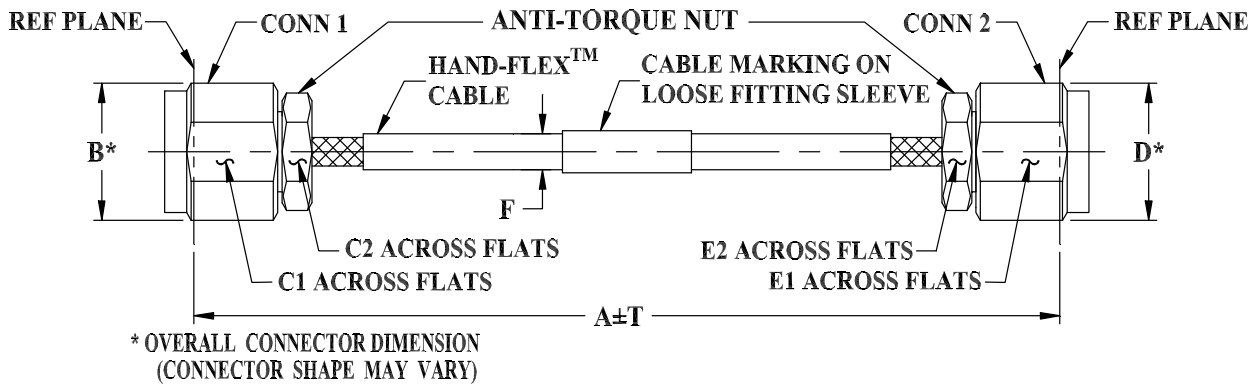 REF PLANE
CONN 1
ANTI-TORQUE NUT
CONN 2
REF PLANE
HAND-FLEX™
CABLE
CABLE MARKING ON
LOOSE FITTING SLEEVE
B*
D*
F
C2 ACROSS FLATS
E2 ACROSS FLATS
C1 ACROSS FLATS
E1 ACROSS FLATS
A±T
* OVERALL CONNECTOR DIMENSION
(CONNECTOR SHAPE MAY VARY)